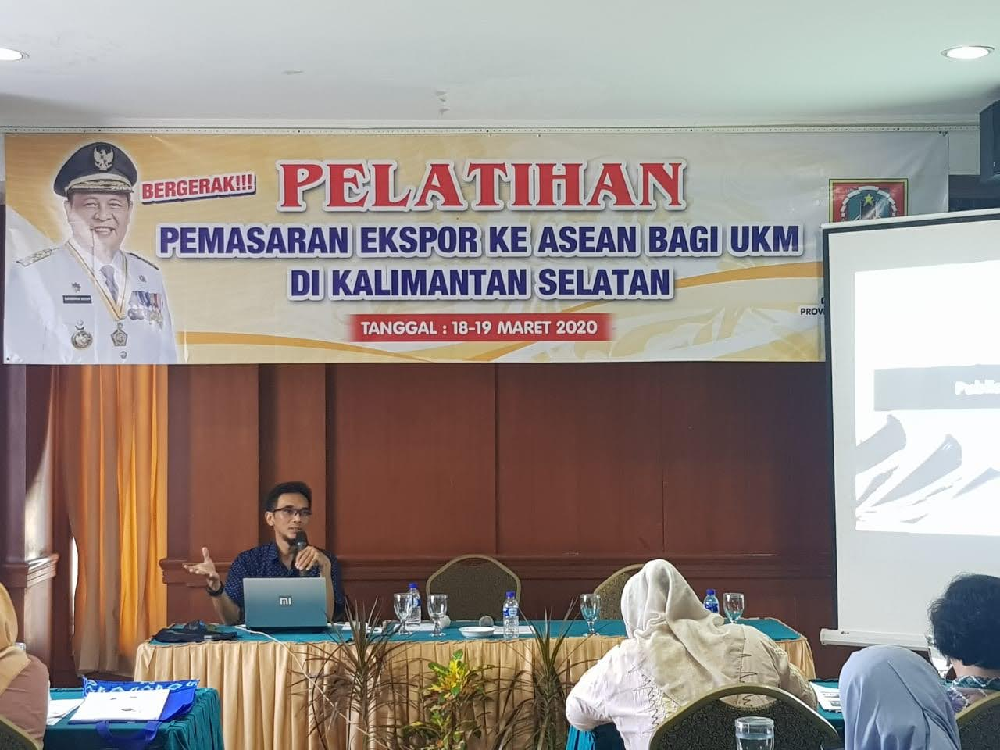 BERGERAK!!!
PELATIHAN
PEMASARAN EKSPOR KE ASEAN BAGI UKM
DI KALIMANTAN SELATAN
TANGGAL : 18-19 MARET 2020
mi